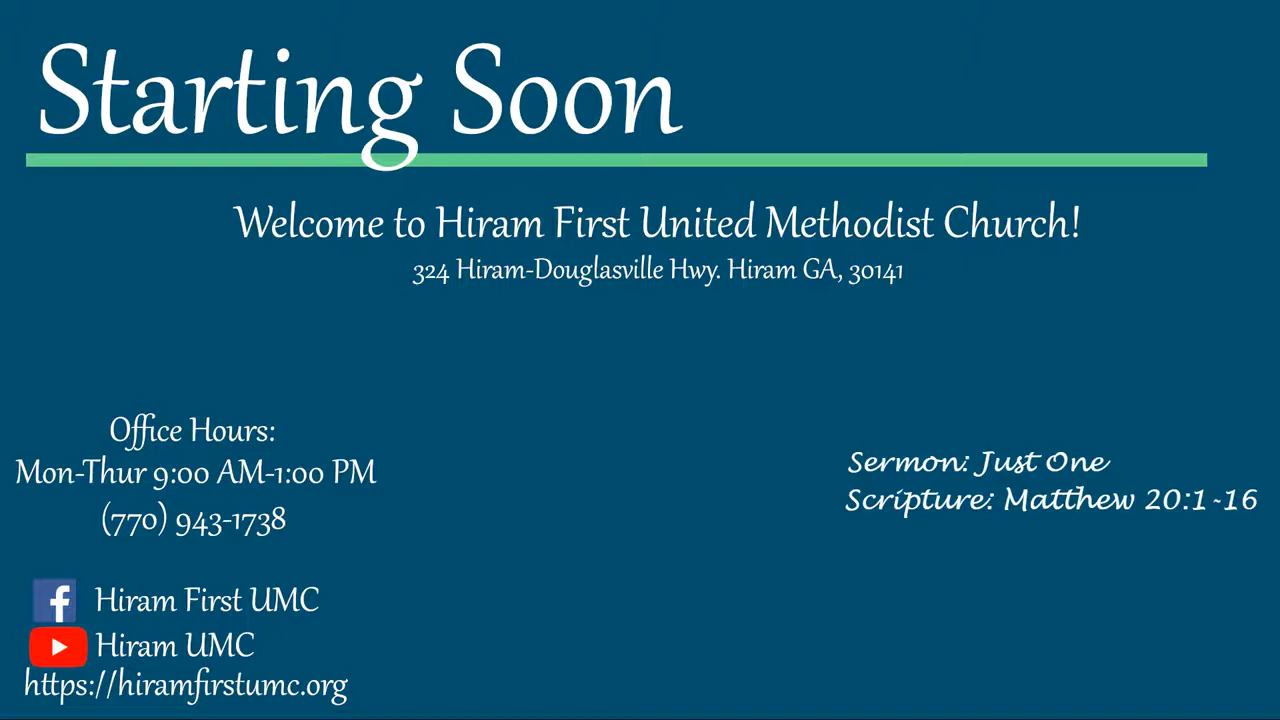 Starting Soon
Welcome to Hiram First United Methodist Church!
324 Hiram-Douglasville Hwy. Hiram GA, 30141
Office Hours:
Mon-Thur 9:00 AM-1:00 PM
(770) 943-1738
Sermon: Just One
Scripture: Matthew 20:1-16
f Hiram First UMC
Hiram UMC
https://hiramfirstumc.org